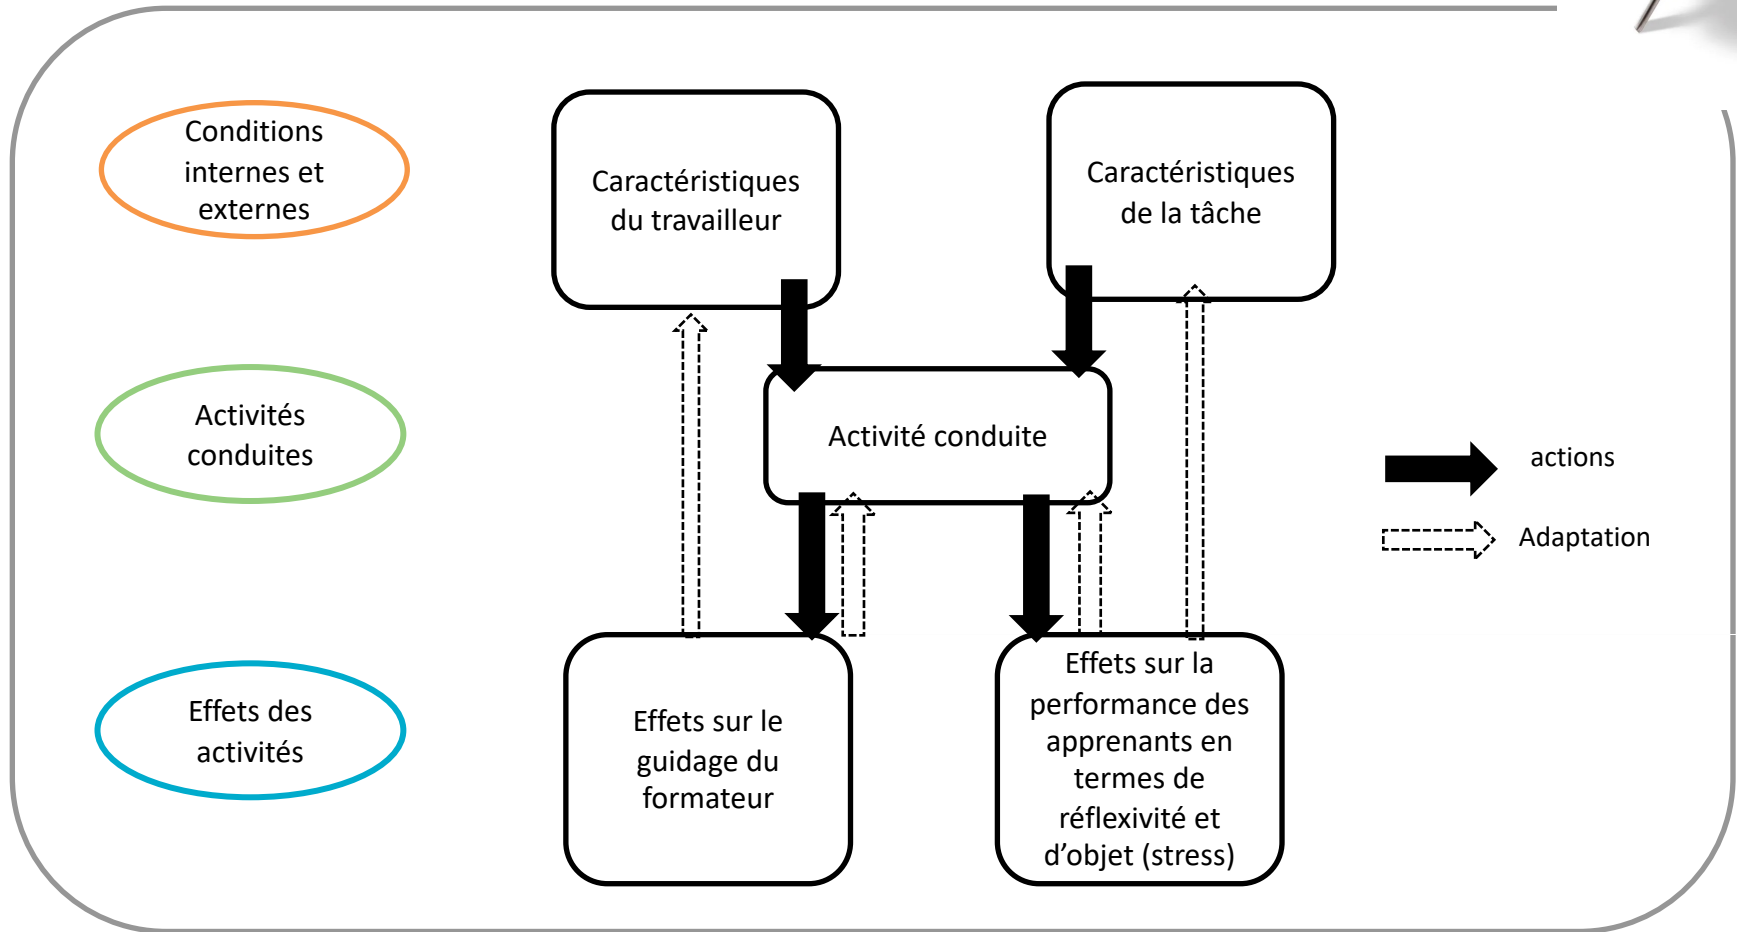 Conditions
internes et
externes
Caractéristiques
du travailleur
Caractéristiques
de la tâche
Activités
conduites
Activité conduite
actions
Adaptation
Effets des
activités
Effets sur le
guidage du
formateur
Effets sur la
performance des
apprenants en
termes de
réflexivité et
d’objet (stress)